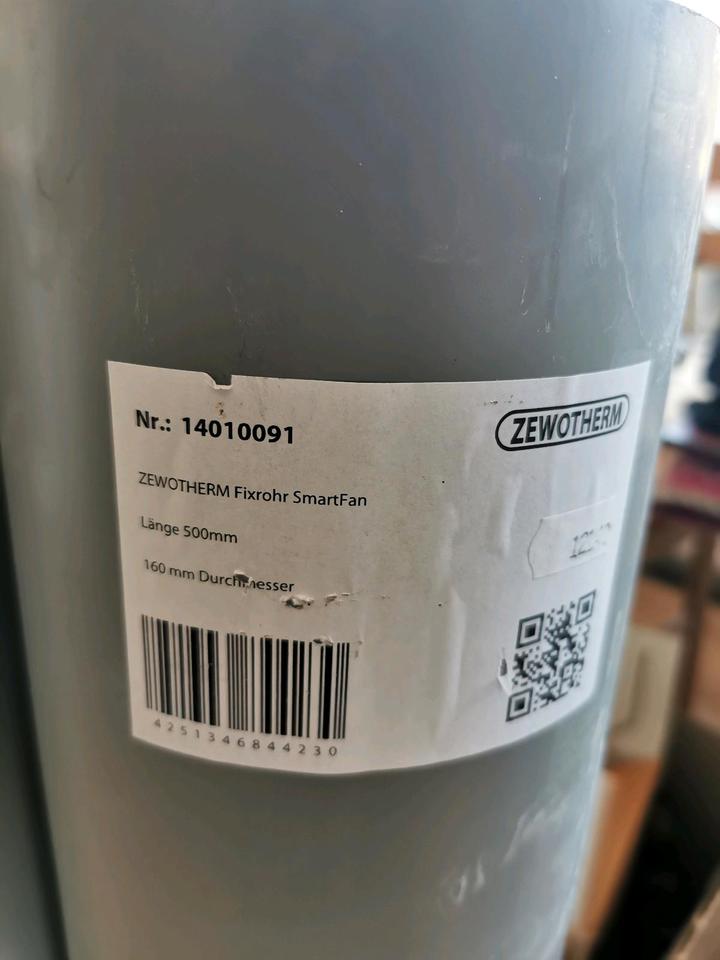 Nr.: 14010091
ZEWOTHERM
ZEWOTHERM Fixrohr SmartFan
Länge 500mm
160 mm Durchmesser
4251346844230